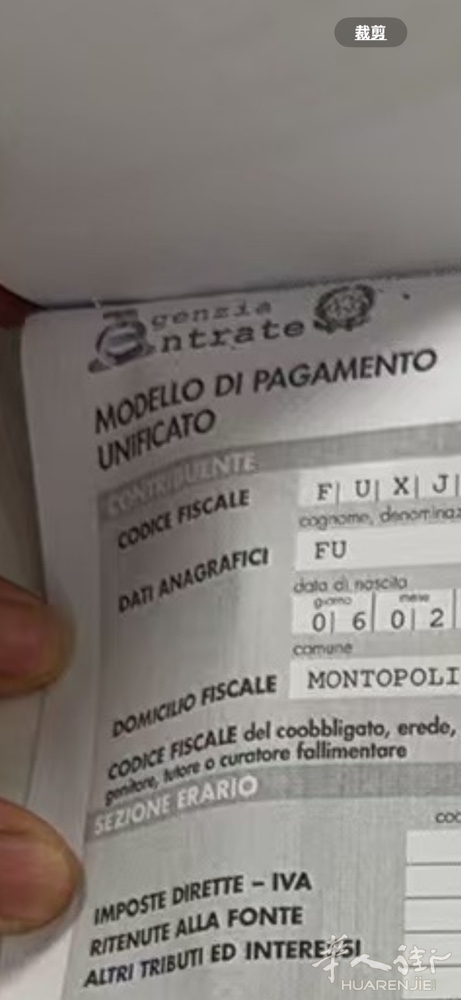 裁剪
genzia
ntrate
MODELLO DI PAGAMENTO
UNIFICATO
CONTRIBUENTE
CODICE FISCALE
F| U| X| J|
cognome, denominaz
DATI ANAGRAFICI
FU
data di nascita
giorno
mese
0| 6 0| 2
comune
DOMICILIO FISCALE
MONTOPOLI
CODICE FISCALE del coobbligato, erede,
genitore, tutore o curatore fallimentare
SEZIONE ERARIO
IMPOSTE DIRETTE – IVA
RITENUTE ALLA FONTE
ALTRI TRIBUTI ED INTERESSI
华人街
HUARENJIE